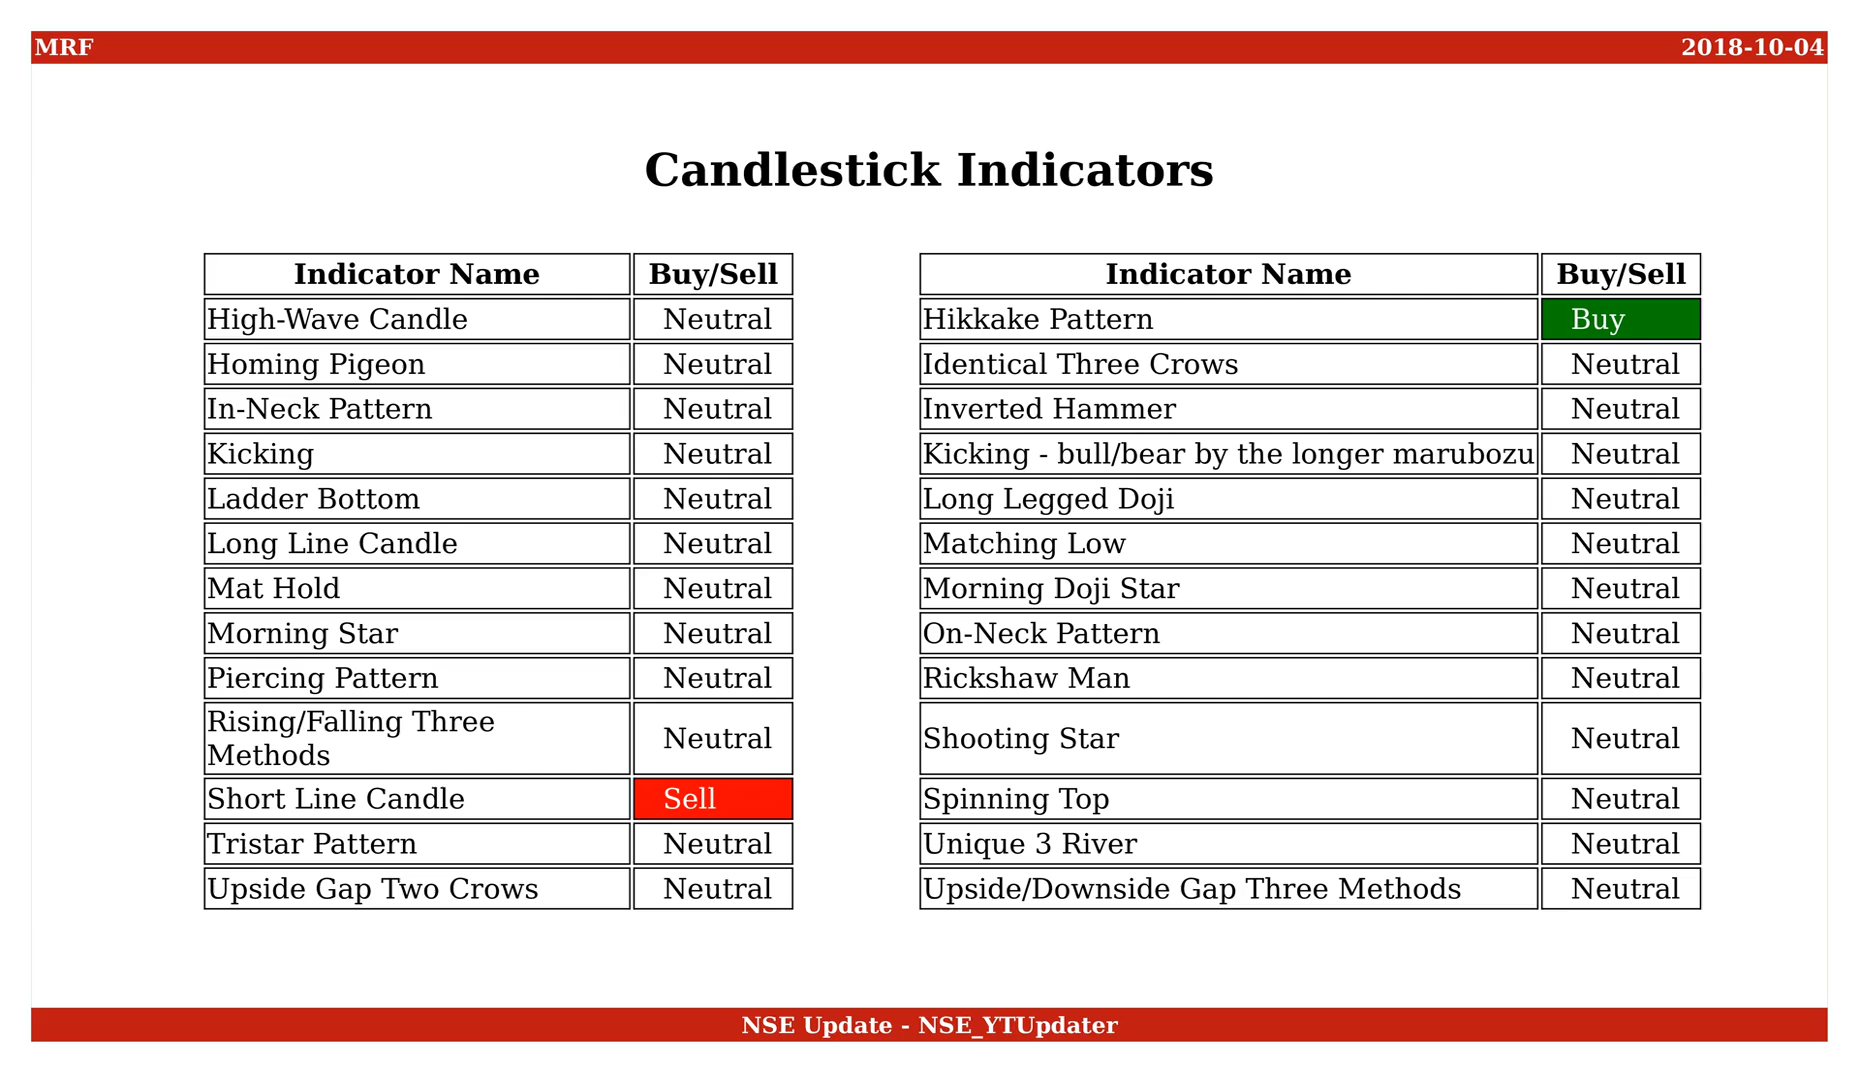 MRF 2018-10-04
Candlestick Indicators
Indicator Name Buy/Sell
High-Wave Candle Neutral
Homing Pigeon Neutral
In-Neck Pattern Neutral
Kicking Neutral
Ladder Bottom Neutral
Long Line Candle Neutral
Mat Hold Neutral
Morning Star Neutral
Piercing Pattern Neutral
Rising/Falling Three
Methods Neutral
Short Line Candle Sell
Tristar Pattern Neutral
Upside Gap Two Crows Neutral
Indicator Name Buy/Sell
Hikkake Pattern Buy
Identical Three Crows Neutral
Inverted Hammer Neutral
Kicking - bull/bear by the longer marubozu Neutral
Long Legged Doji Neutral
Matching Low Neutral
Morning Doji Star Neutral
On-Neck Pattern Neutral
Rickshaw Man Neutral
Shooting Star Neutral
Spinning Top Neutral
Unique 3 River Neutral
Upside/Downside Gap Three Methods Neutral
NSE Update - NSE_YTUpdater